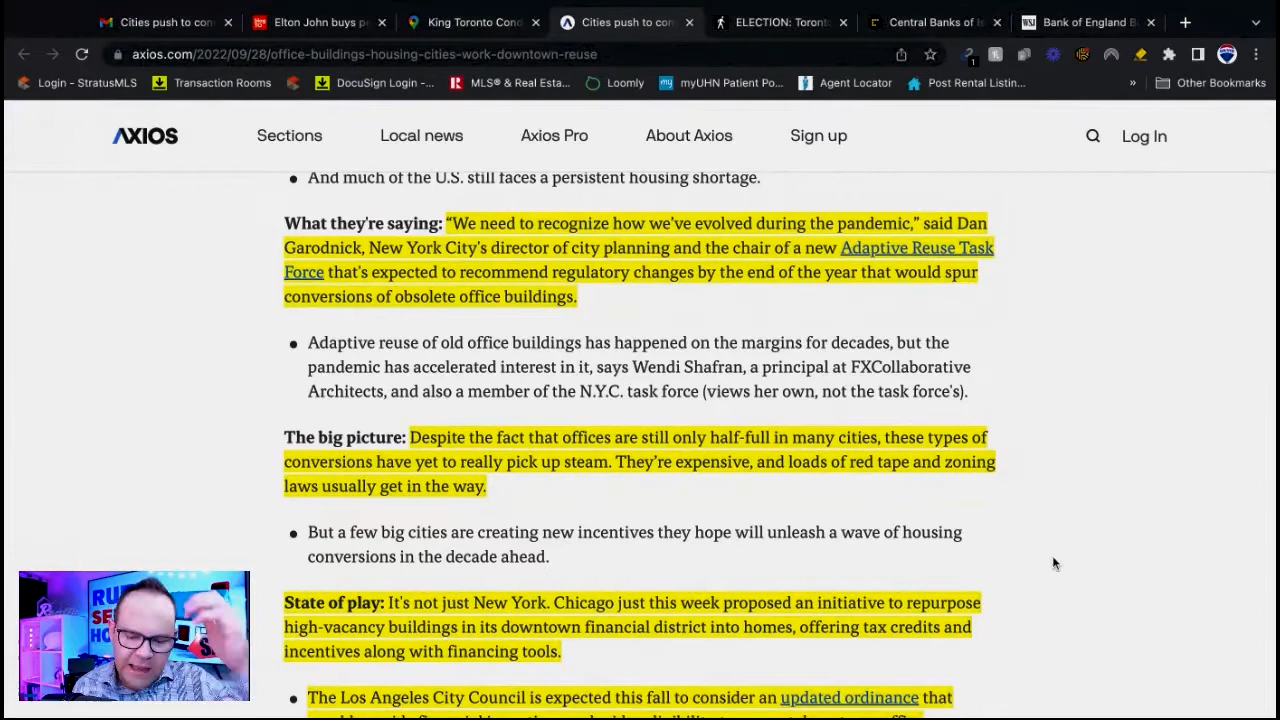 Cities push to con
Elton John buys pe
King Toronto Cond
Cities push to con
ELECTION: Toront
Central Banks of Is
Bank of England B
axios.com/2022/09/28/office-buildings-housing-cities-work-downtown-reuse
Login - StratusMLS
Transaction Rooms
DocuSign Login -...
MLS® & Real Esta...
Loomly
myUHN Patient Po...
Agent Locator
Post Rental Listin...
»
Other Bookmarks
AXIOS
Sections
Local news
Axios Pro
About Axios
Sign up
Log In
• And much of the U.S. still faces a persistent housing shortage.
What they're saying: “We need to recognize how we’ve evolved during the pandemic,” said Dan
Garodnick, New York City's director of city planning and the chair of a new Adaptive Reuse Task
Force that's expected to recommend regulatory changes by the end of the year that would spur
conversions of obsolete office buildings.
• Adaptive reuse of old office buildings has happened on the margins for decades, but the
pandemic has accelerated interest in it, says Wendi Shafran, a principal at FXCollaborative
Architects, and also a member of the N.Y.C. task force (views her own, not the task force's).
The big picture: Despite the fact that offices are still only half-full in many cities, these types of
conversions have yet to really pick up steam. They’re expensive, and loads of red tape and zoning
laws usually get in the way.
• But a few big cities are creating new incentives they hope will unleash a wave of housing
conversions in the decade ahead.
State of play: It's not just New York. Chicago just this week proposed an initiative to repurpose
high-vacancy buildings in its downtown financial district into homes, offering tax credits and
incentives along with financing tools.
• The Los Angeles City Council is expected this fall to consider an updated ordinance that